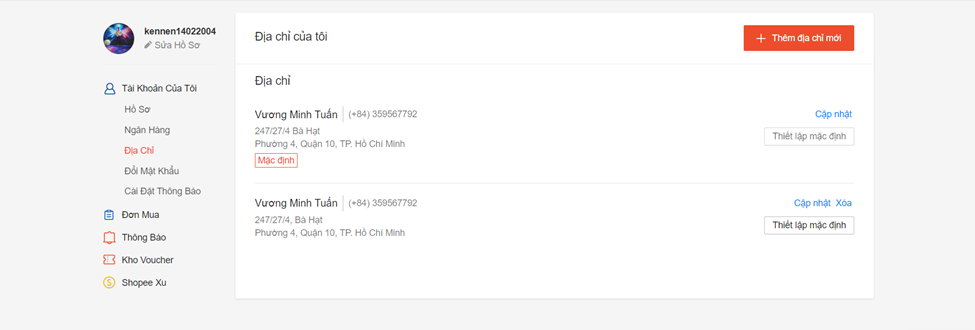 kennen14022004
Sửa Hồ Sơ
Tài Khoản Của Tôi
Hồ Sơ
Ngân Hàng
Địa Chỉ
Đổi Mật Khẩu
Cài Đặt Thông Báo
Đơn Mua
Thông Báo
Kho Voucher
Shopee Xu
Địa chỉ của tôi
Thêm địa chỉ mới
Địa chỉ
Vương Minh Tuấn (+84) 359567792
Cập nhật
247/27/4 Bà Hạt
Thiết lập mặc định
Phường 4, Quận 10, TP. Hồ Chí Minh
Mặc định
Vương Minh Tuấn (+84) 359567792
Cập nhật Xóa
247/27/4, Bà Hạt
Thiết lập mặc định
Phường 4, Quận 10, TP. Hồ Chí Minh